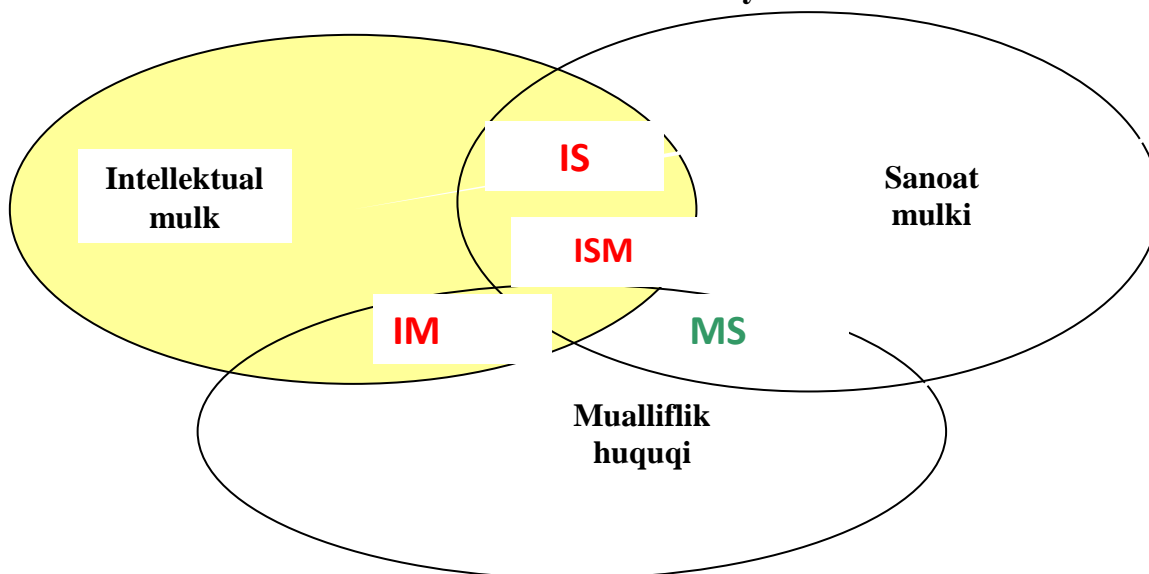 IS
Intellektual
mulk
Sanoat
mulki
ISM
IM
MS
Mualliflik
huquqi